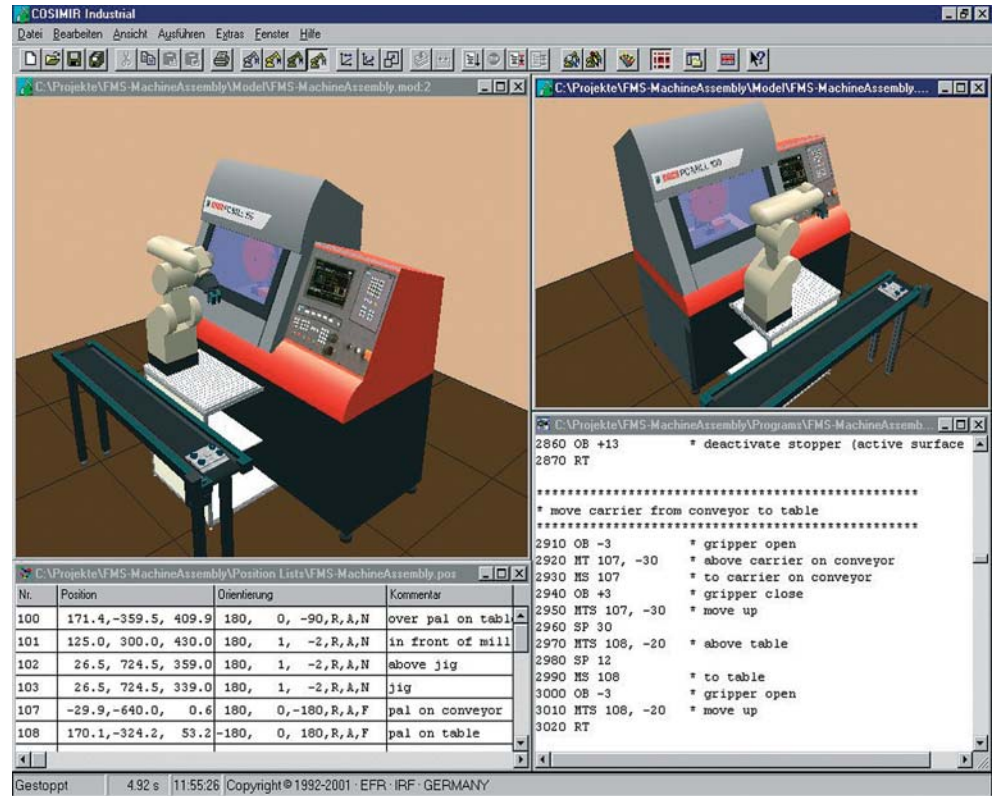 COSIMIR Industrial
Datei Bearbeiten Ansicht Ausführen Extras Fenster Hilfe
C:\Projekte\FMS-MachineAssembly\Model\FMS-MachineAssembly.mod:2
PC MILL
C:\Projekte\FMS-MachineAssembly\Model\FMS-MachineAssembly....
PC MILL 100
C:\Projekte\FMS-MachineAssembly\Programs\FMS-MachineAssemb...
2860 OB +13 * deactivate stopper (active surface
2870 RT
**************************************************
* move carrier from conveyor to table
**************************************************
2910 OB -3 * gripper open
2920 MT 107, -30 * above carrier on conveyor
2930 MS 107 * to carrier on conveyor
2940 OB +3 * gripper close
2950 MTS 107, -30 * move up
2960 SP 30
2970 MTS 108, -20 * above table
2980 SP 12
2990 MS 108 * to table
3000 OB -3 * gripper open
3010 MTS 108, -20 * move up
3020 RT
C:\Projekte\FMS-MachineAssembly\Position Lists\FMS-MachineAssembly.pos
Nr. Position Orientierung Kommentar
100 171.4,-359.5, 409.9 180, 0, -90,R,A,N over pal on tabl
101 125.0, 300.0, 430.0 180, 1, -2,R,A,N in front of mill
102 26.5, 724.5, 359.0 180, 1, -2,R,A,N above jig
103 26.5, 724.5, 339.0 180, 1, -2,R,A,N jig
107 -29.9,-640.0, 0.6 180, 0,-180,R,A,F pal on conveyor
108 170.1,-324.2, 53.2 -180, 0, 180,R,A,F pal on table
Gestoppt 4.92 s 11:55:26 Copyright © 1992-2001 · EFR · IRF · GERMANY